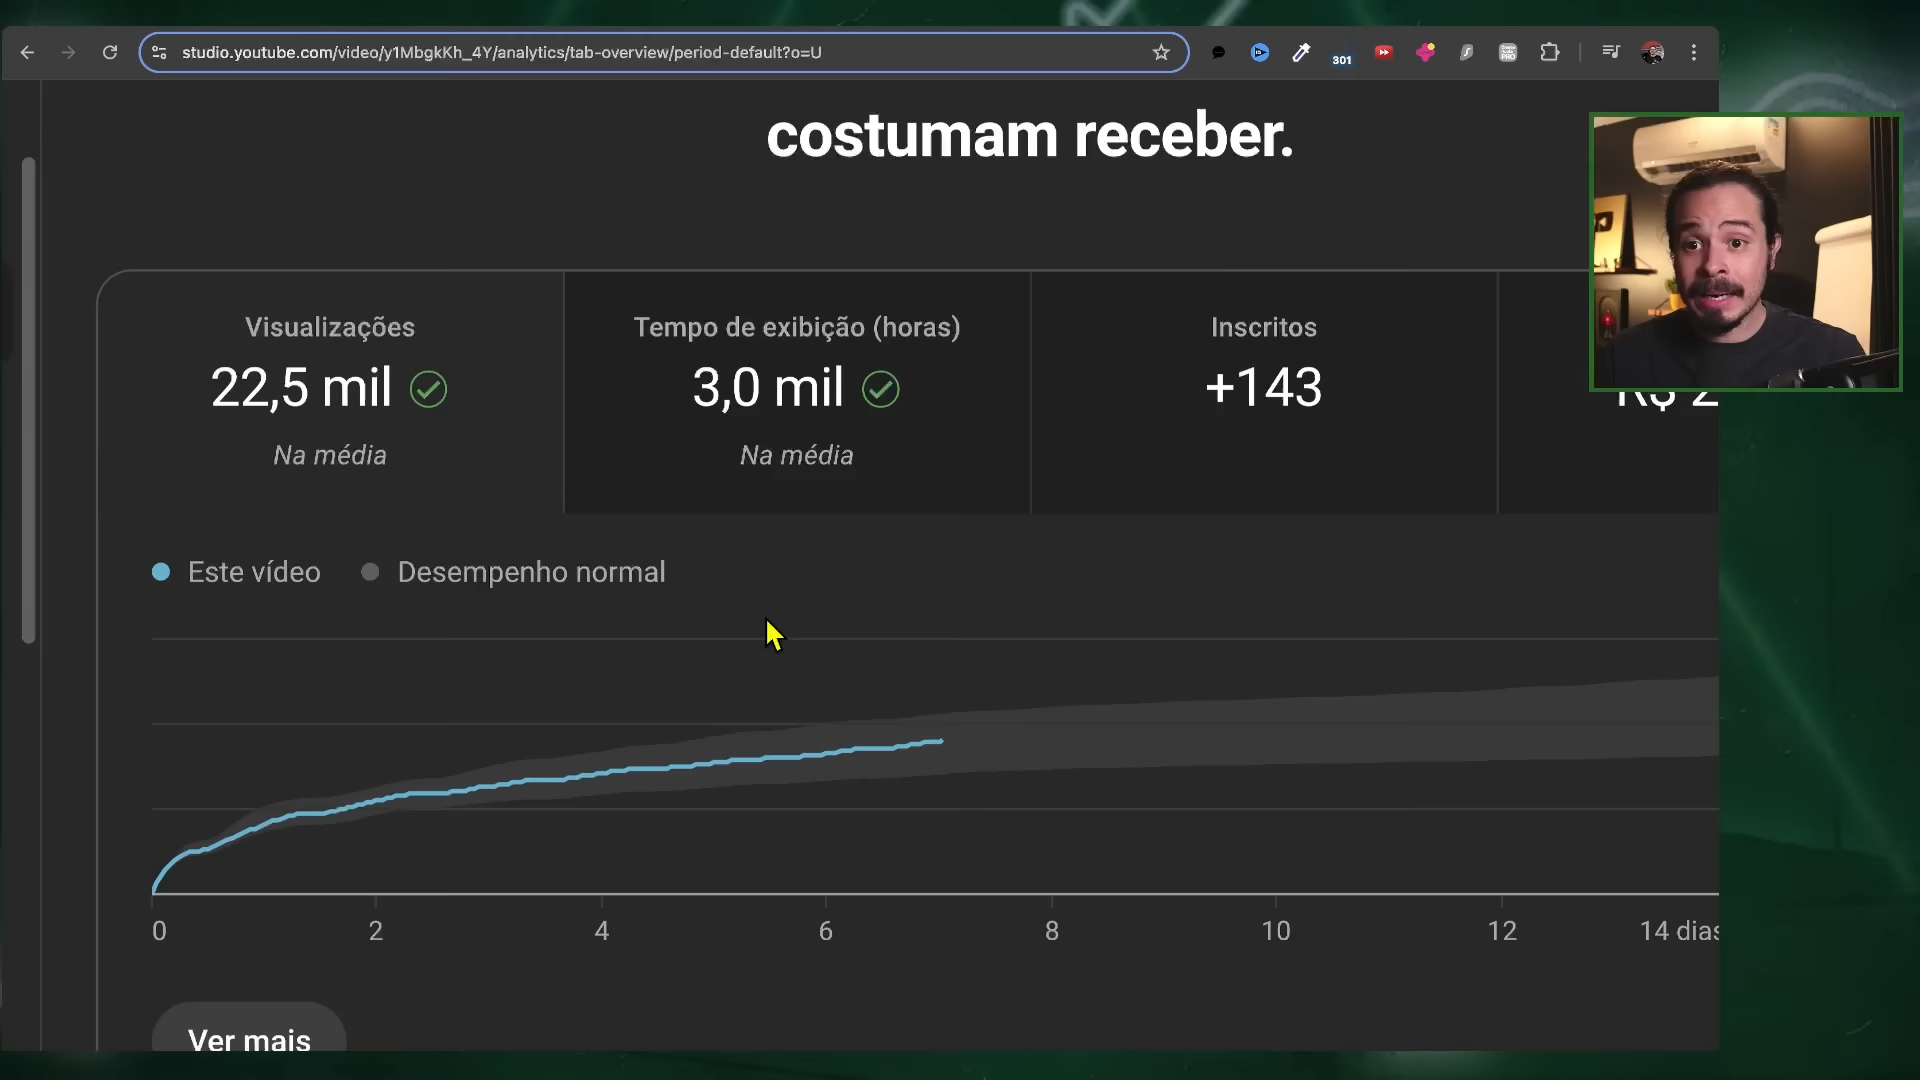 studio.youtube.com/video/y1MbgkKh_4Y/analytics/tab-overview/period-default?o=U
301
costumam receber.
Visualizações
22,5 mil
Na média
Tempo de exibição (horas)
3,0 mil
Na média
Inscritos
+143
R$ 2
Este vídeo
Desempenho normal
0 2 4 6 8 10 12 14 dias
Ver mais